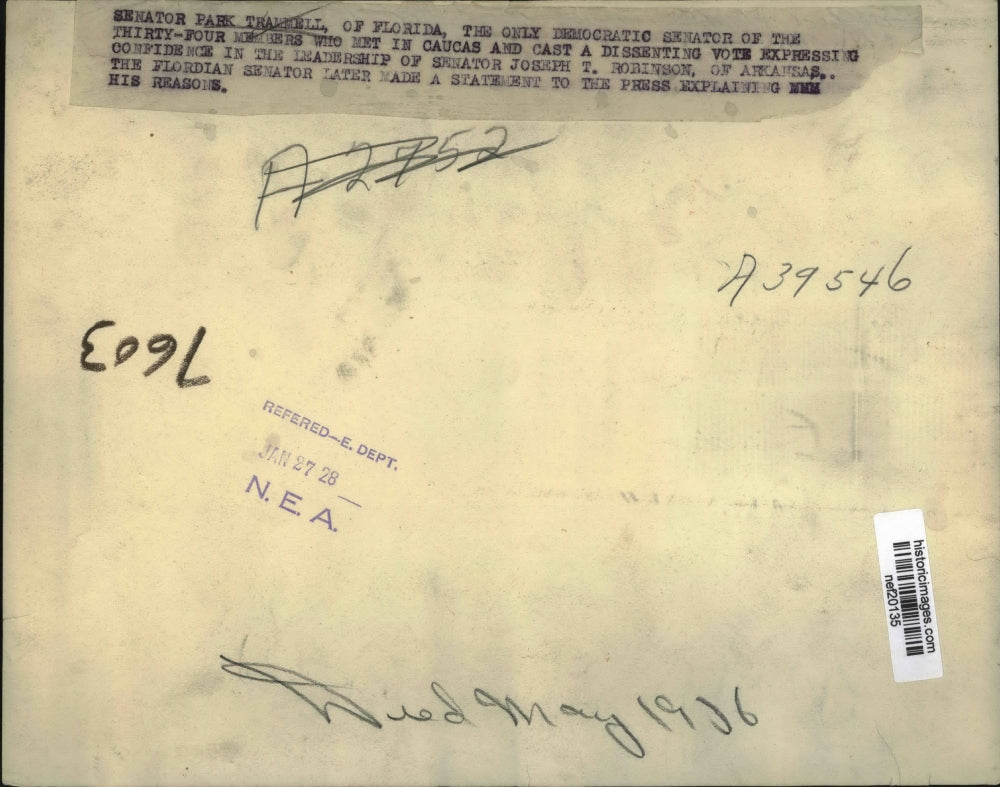 SENATOR PARK TRAMMELL, OF FLORIDA, THE ONLY DEMOCRATIC SENATOR OF THE
THIRTY-FOUR MEMBERS WHO MET IN CAUCAS AND CAST A DISSENTING VOTE EXPRESSING
CONFIDENCE IN THE LEADERSHIP OF SENATOR JOSEPH T. ROBINSON, OF ARKANSAS..
THE FLORDIAN SENATOR LATER MADE A STATEMENT TO THE PRESS EXPLAINING
HIS REASONS.
A2752
A39546
7603
REFERED—E. DEPT.
JAN 27 28
N. E. A.
historicimages.com
nef20135
Died May 1936